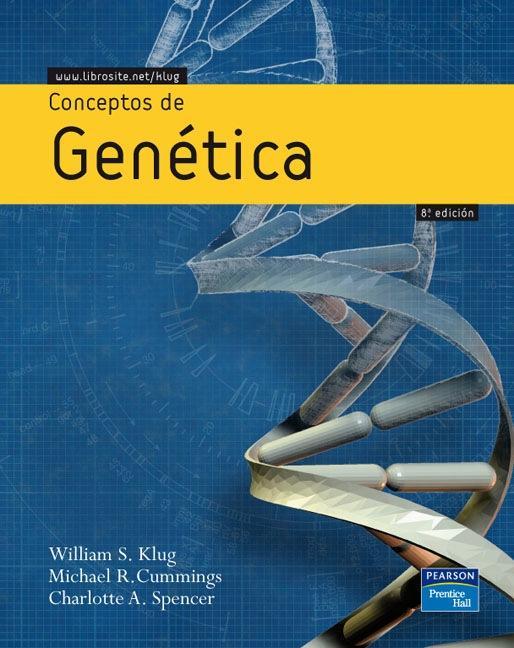 www.librosite.net/klug
Conceptos de
Genética
8ª edición
William S. Klug
Michael R. Cummings
Charlotte A. Spencer
PEARSON
Prentice
Hall